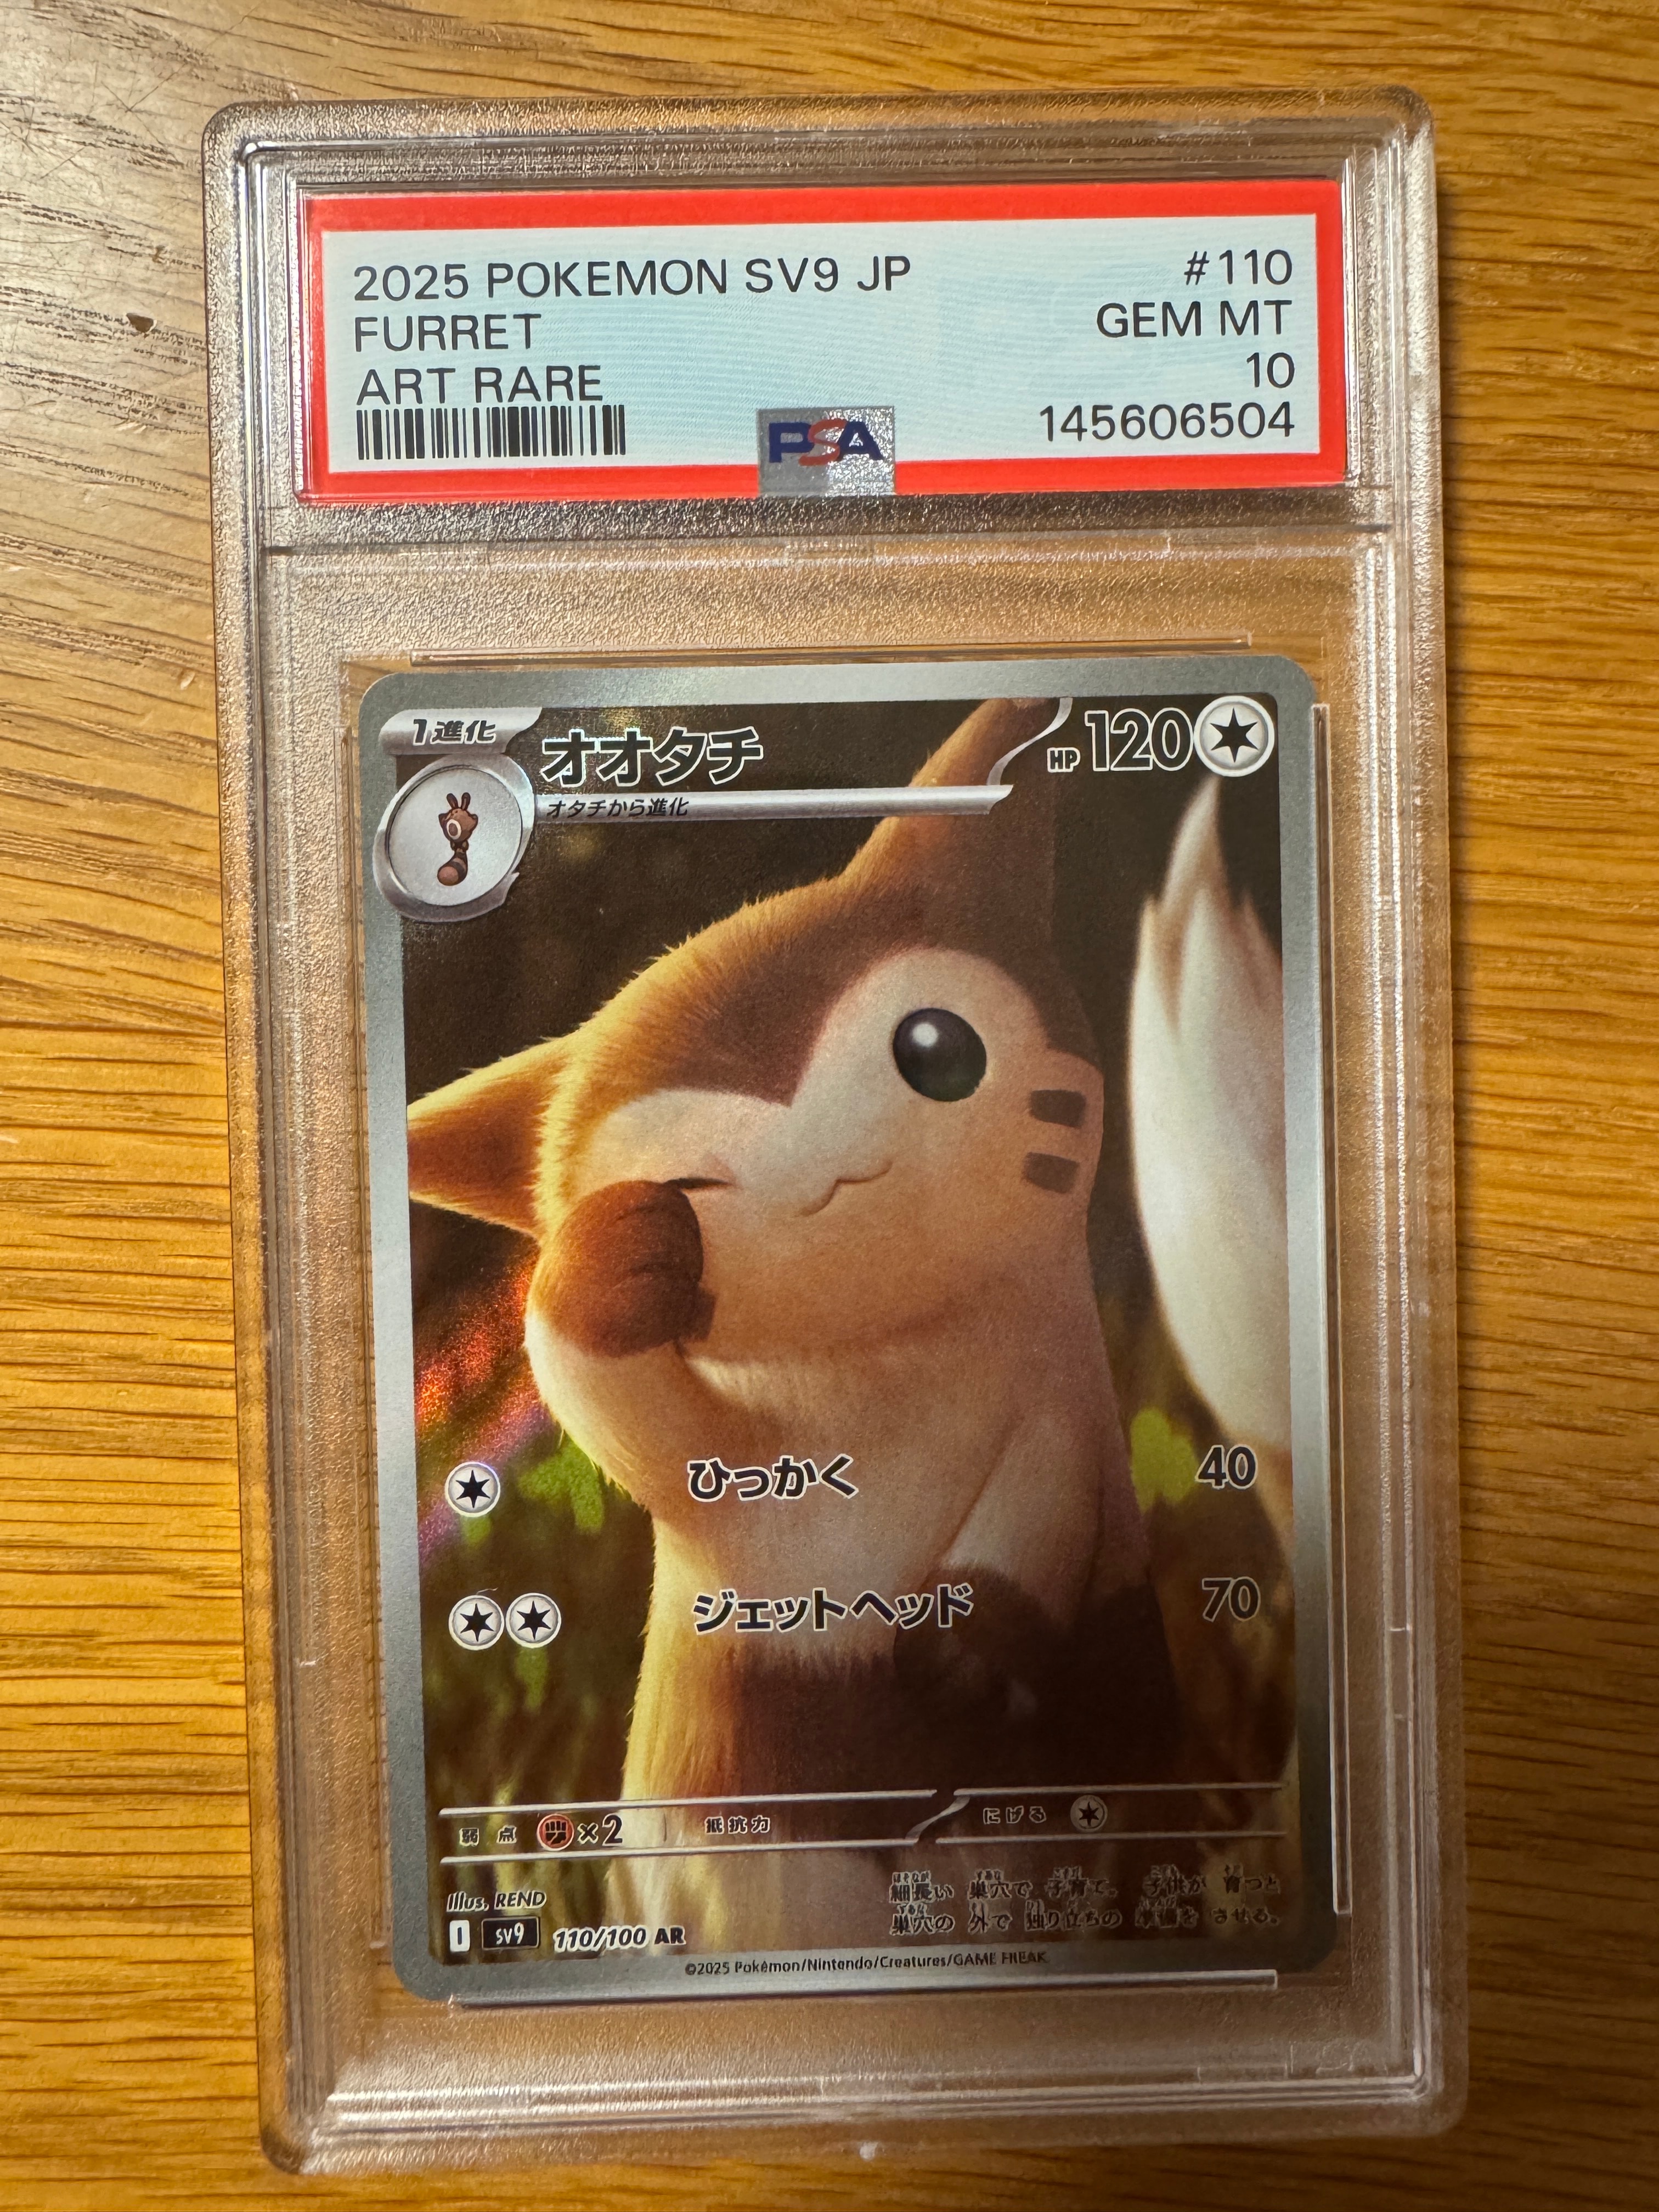 2025 POKEMON SV9 JP #110
FURRET GEM MT
ART RARE 10
PSA 145606504
1進化 オオタチ HP 120
オタチから進化
ひっかく 40
ジェットヘッド 70
弱点 ×2 抵抗力 にげる
Illus. REND
細長い 巣穴で 子育て。 子供が 育つと
巣穴の 外で 独り立ちの 準備を させる。
I SV9 110/100 AR
©2025 Pokémon/Nintendo/Creatures/GAME FREAK